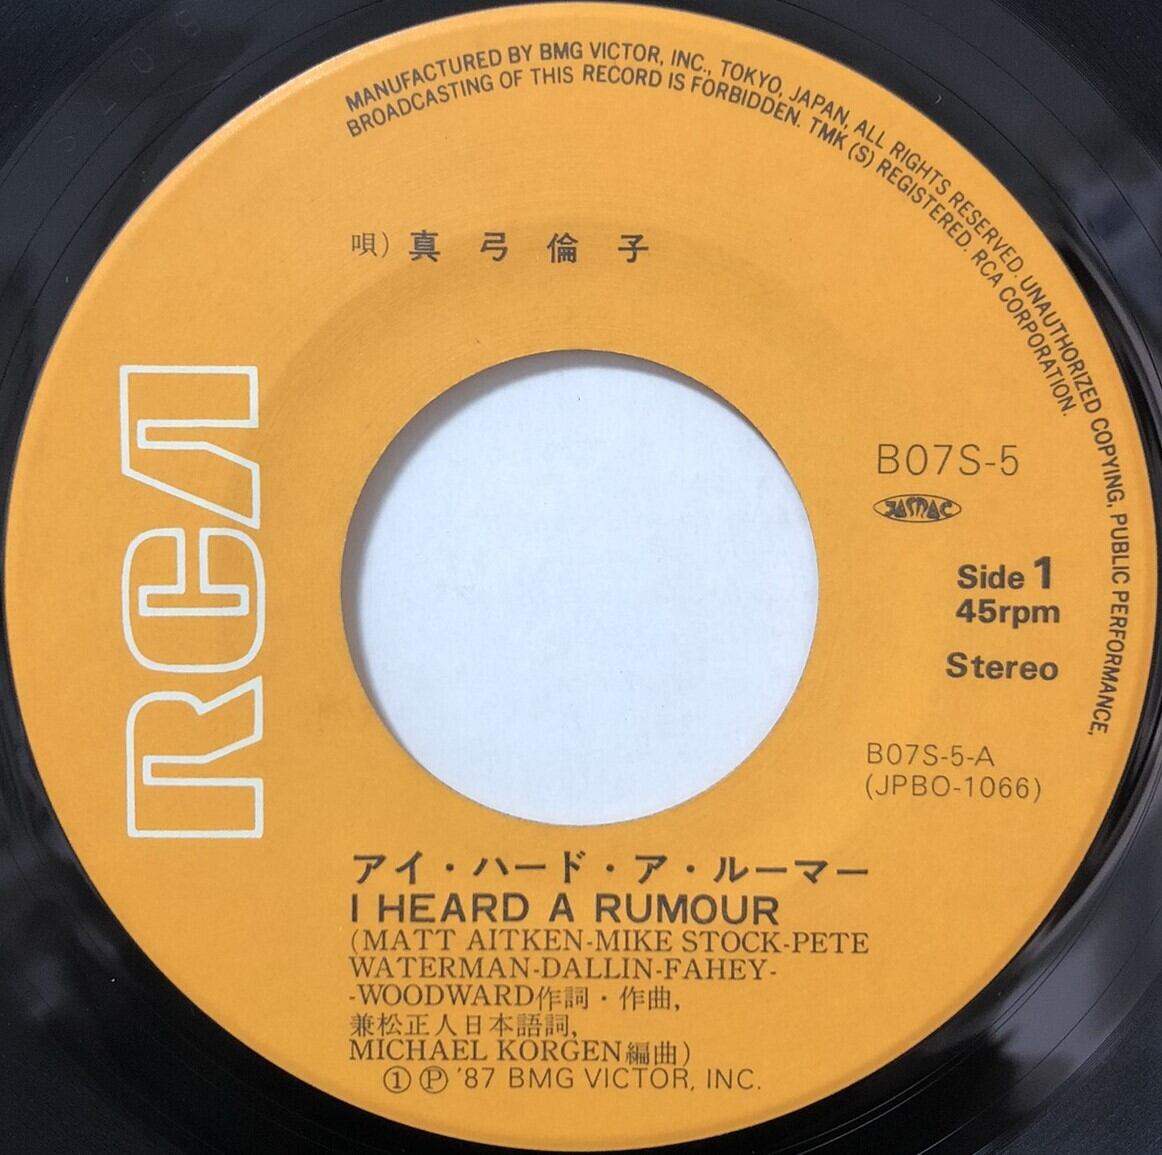 MANUFACTURED BY BMG VICTOR, INC., TOKYO, JAPAN, ALL RIGHTS RESERVED. UNAUTHORIZED COPYING, PUBLIC PERFORMANCE,
BROADCASTING OF THIS RECORD IS FORBIDDEN. TMK (S) REGISTERED. RCA CORPORATION.
唄) 真弓倫子
RCA
B07S-5
JASRAC
Side 1
45rpm
Stereo
B07S-5-A
(JPBO-1066)
アイ・ハード・ア・ルーマー
I HEARD A RUMOUR
(MATT AITKEN-MIKE STOCK-PETE
WATERMAN-DALLIN-FAHEY-
-WOODWARD作詞・作曲,
兼松正人日本語詞,
MICHAEL KORGEN編曲)
① Ⓟ '87 BMG VICTOR, INC.